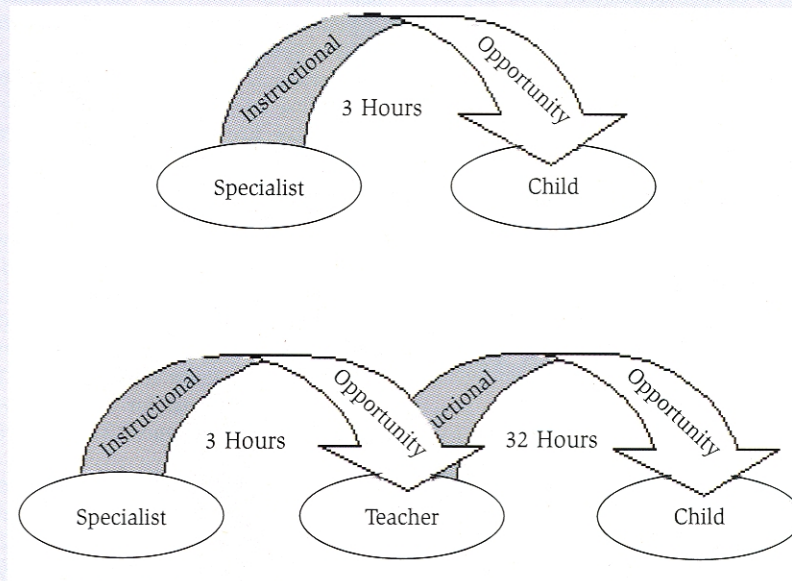 Instructional
Opportunity
3 Hours
Specialist
Child
Instructional
Opportunity
uctional
Opportunity
3 Hours
32 Hours
Specialist
Teacher
Child